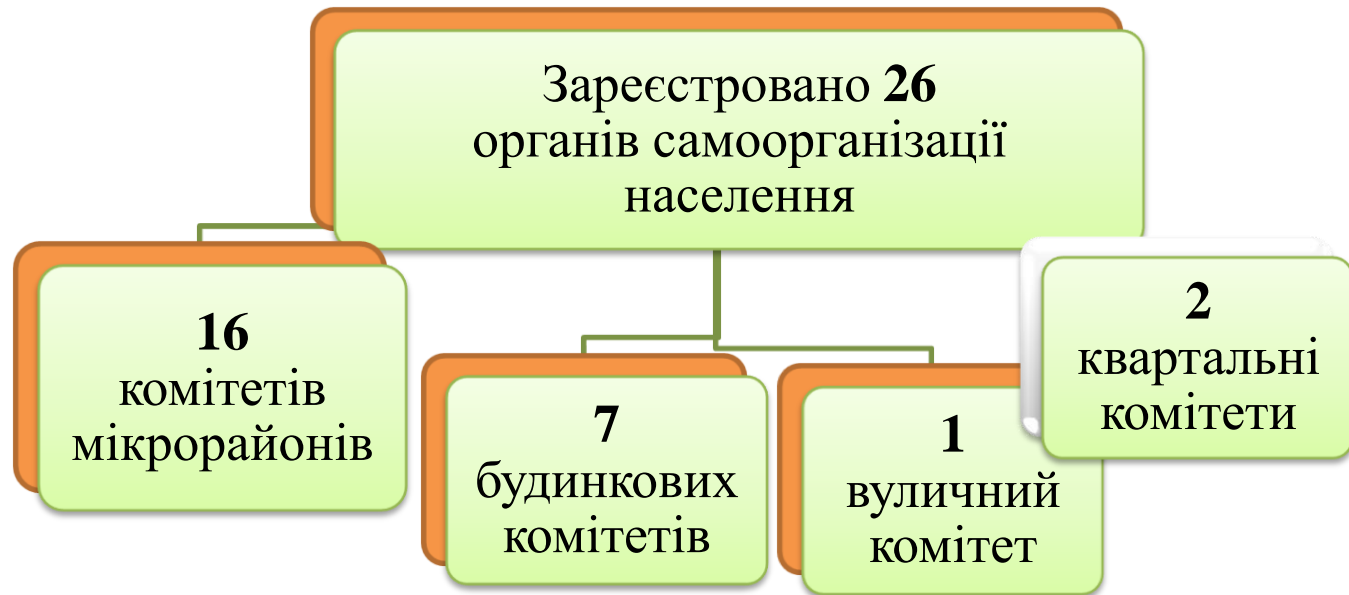 Зареєстровано 26
органів самоорганізації
населення
16
комітетів
мікрорайонів
7
будинкових
комітетів
1
вуличний
комітет
2
квартальні
комітети